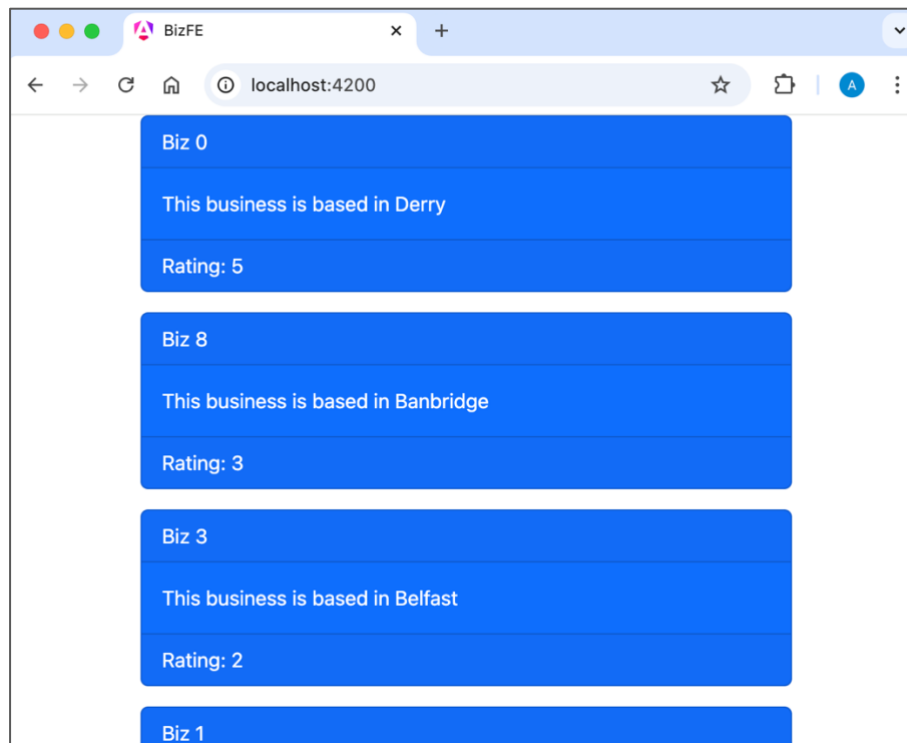 BizFE
localhost:4200
A
Biz 0
This business is based in Derry
Rating: 5
Biz 8
This business is based in Banbridge
Rating: 3
Biz 3
This business is based in Belfast
Rating: 2
Biz 1